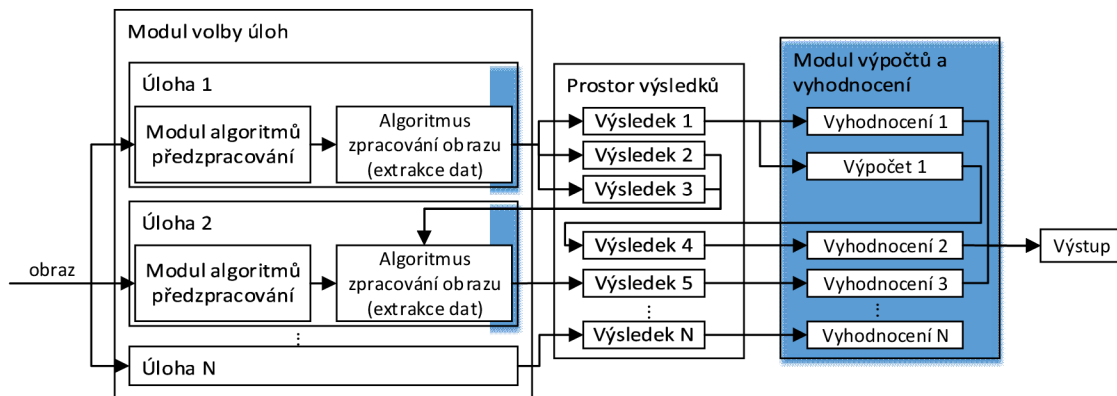 Modul volby úloh
Úloha 1
Modul algoritmů
předzpracování
Algoritmus
zpracování obrazu
(extrakce dat)
Úloha 2
Modul algoritmů
předzpracování
Algoritmus
zpracování obrazu
(extrakce dat)
Úloha N
obraz
Prostor výsledků
Výsledek 1
Výsledek 2
Výsledek 3
Výsledek 4
Výsledek 5
Výsledek N
Modul výpočtů a
vyhodnocení
Vyhodnocení 1
Výpočet 1
Vyhodnocení 2
Vyhodnocení 3
Vyhodnocení N
Výstup